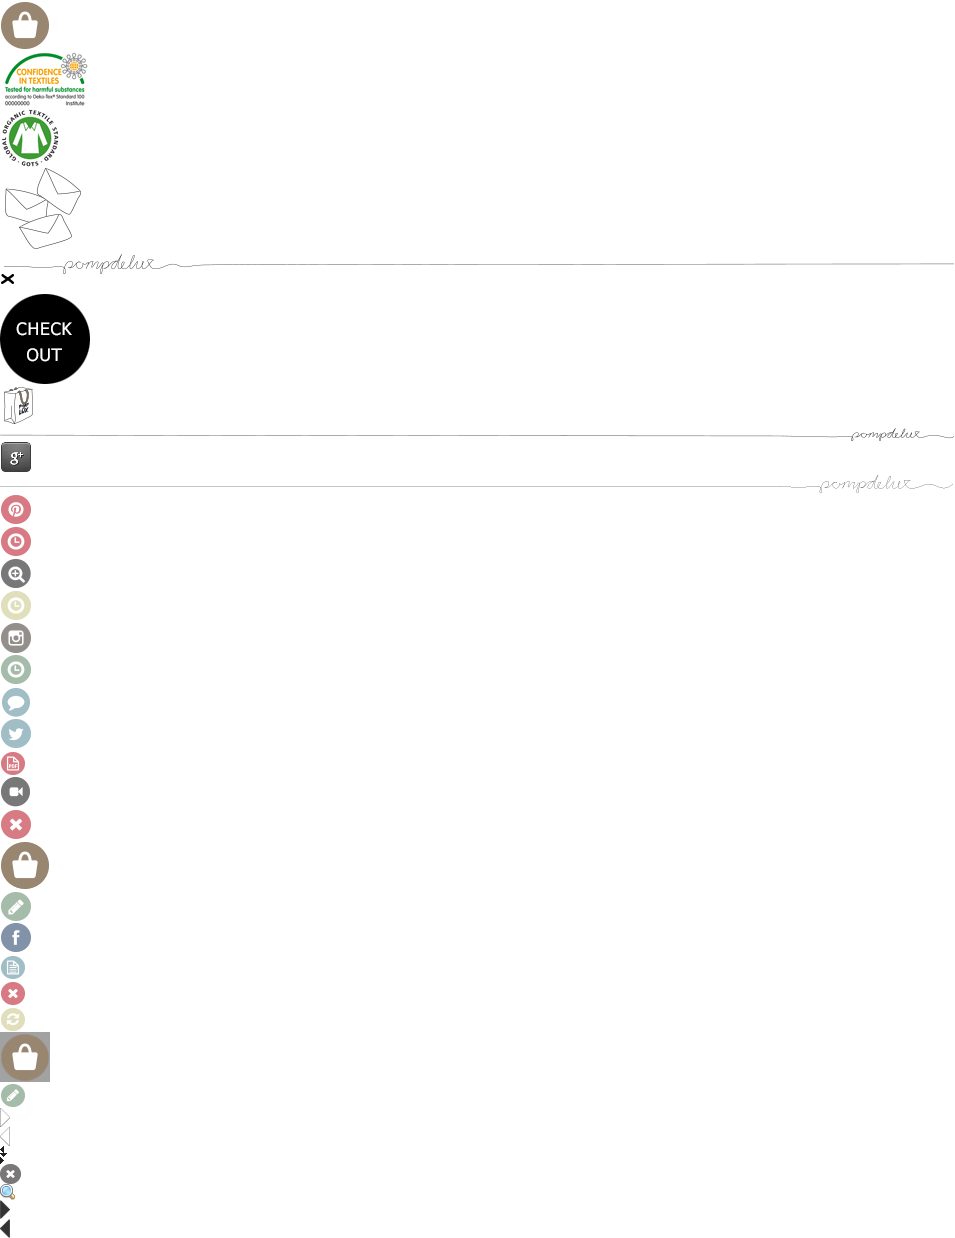 CONFIDENCE
IN TEXTILES
Tested for harmful substances
according to Oeko-Tex® Standard 100
00000000 Institute
GLOBAL ORGANIC TEXTILE STANDARD · GOTS ·
pompdelux
CHECK
OUT
pompdelux
g+
pompdelux
PDF
f